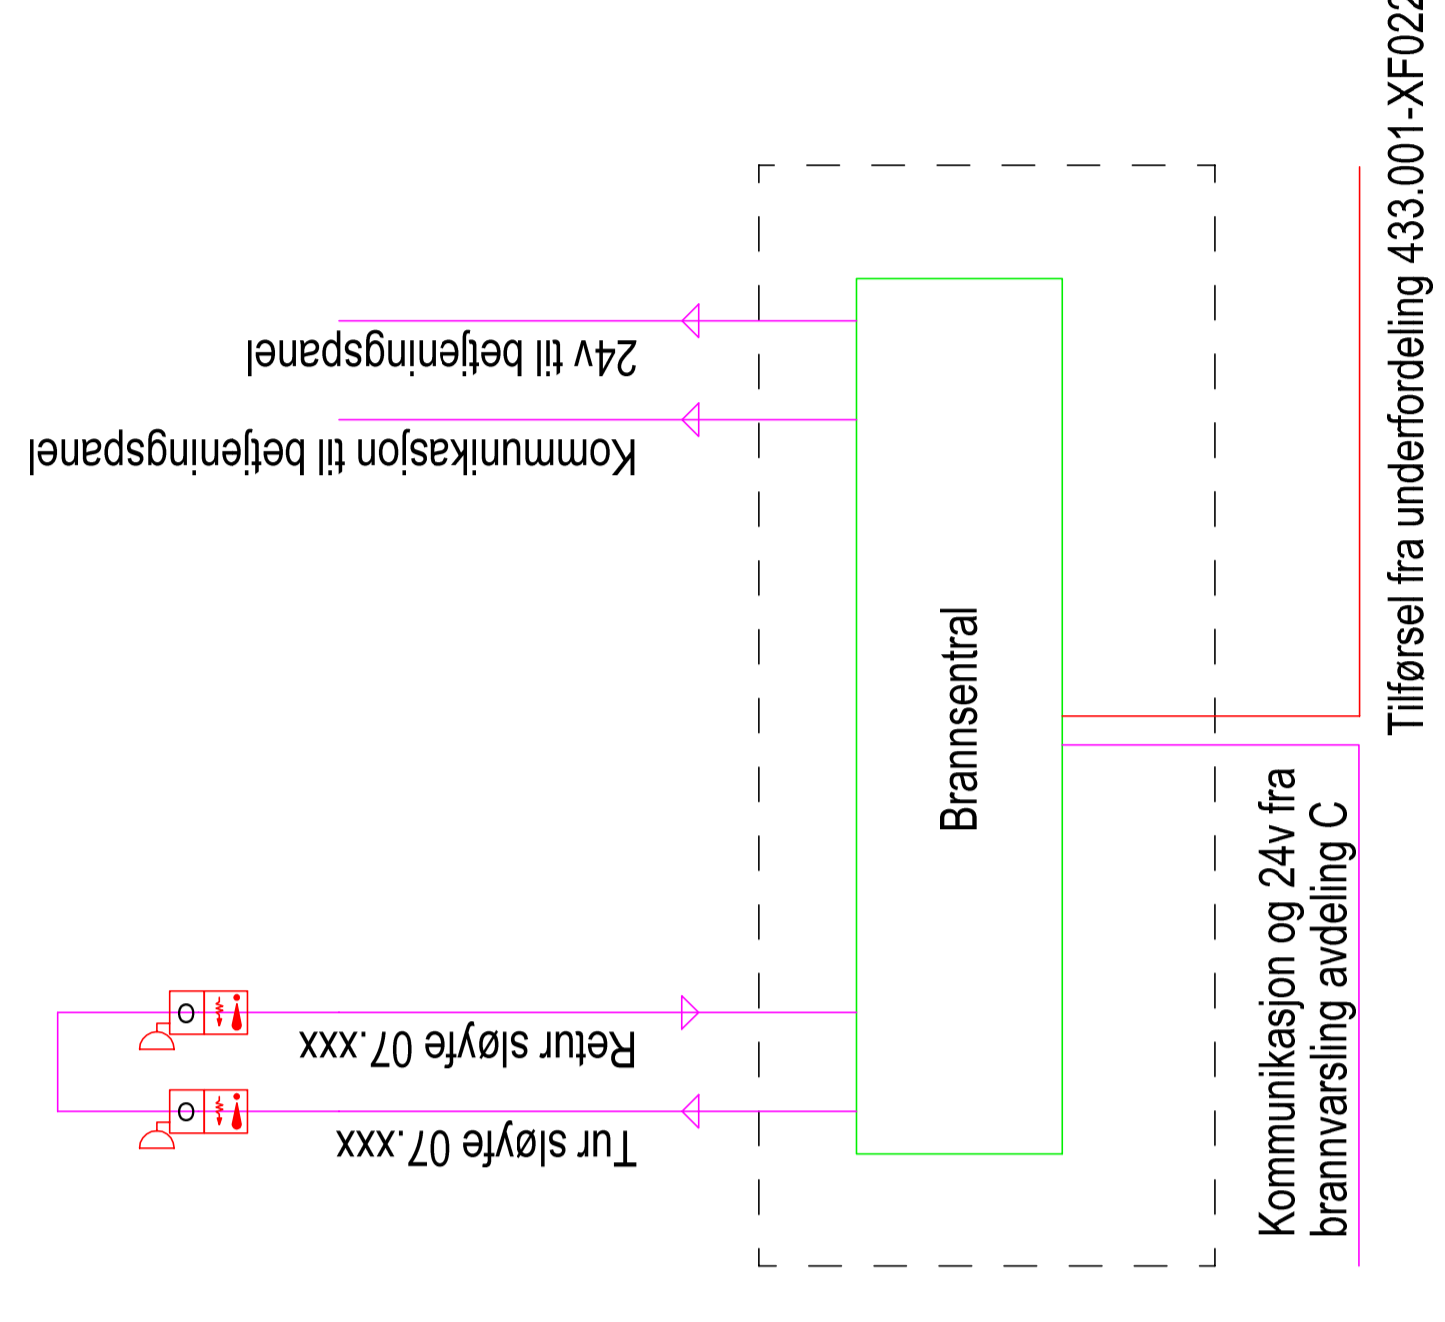 24v til betjeningspanel
Kommunikasjon til betjeningspanel
Brannsentral
Retur sløyfe 07.xxx
O
Tur sløyfe 07.xxx
O
Kommunikasjon og 24v fra
brannvarsling avdeling C
Tilførsel fra underfordeling 433.001-XF022